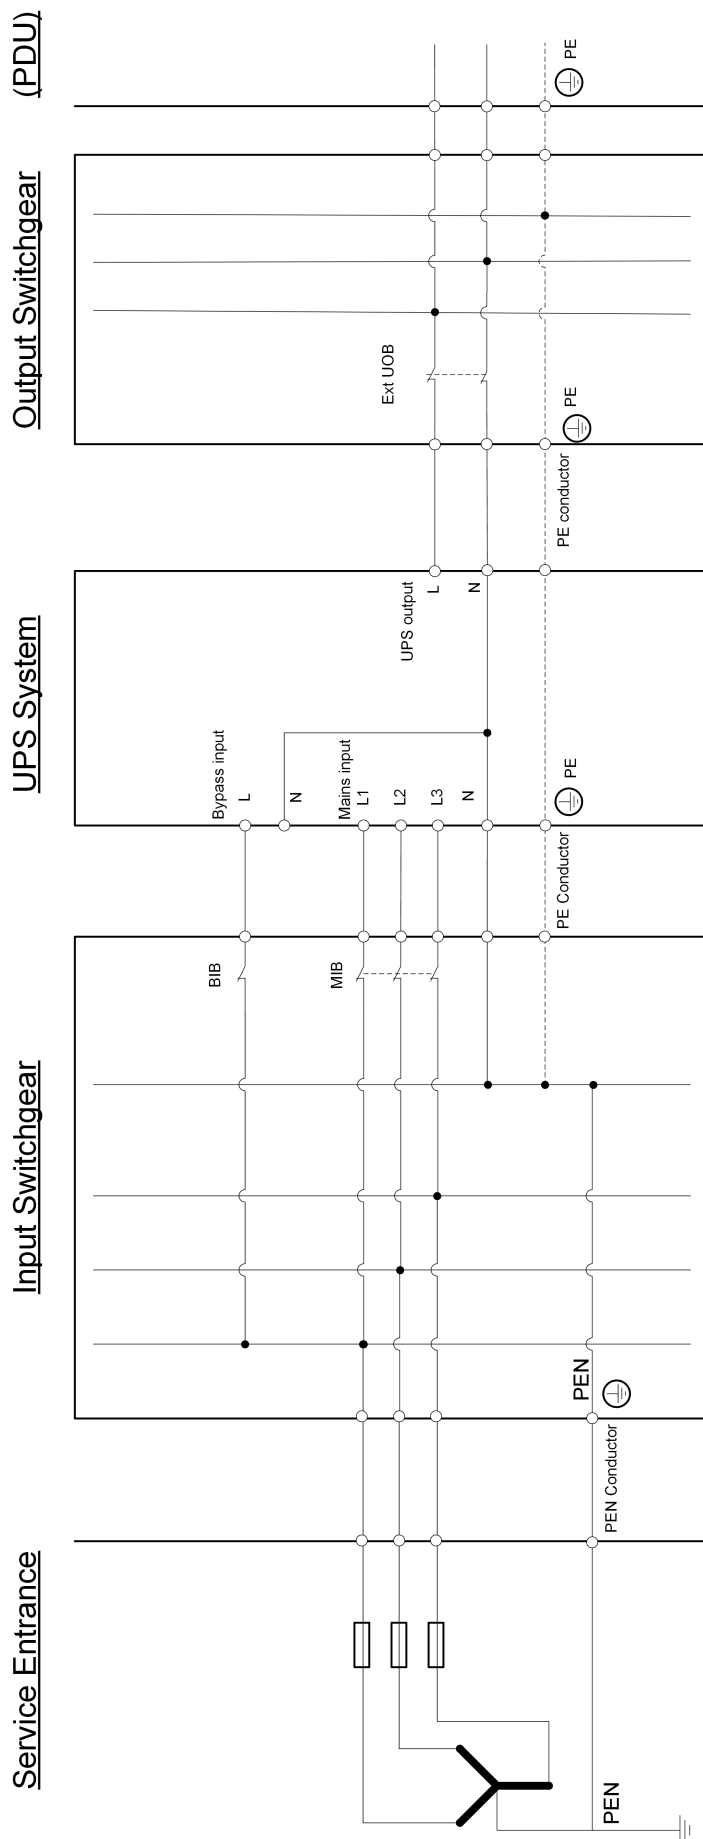 Service Entrance
Input Switchgear
UPS System
Output Switchgear
(PDU)
BIB
Bypass input
L
N
MIB
Mains input
L1
L2
L3
N
UPS output
L
N
Ext UOB
PE Conductor
PE
PE conductor
PE
PE
PEN
PEN Conductor
PEN